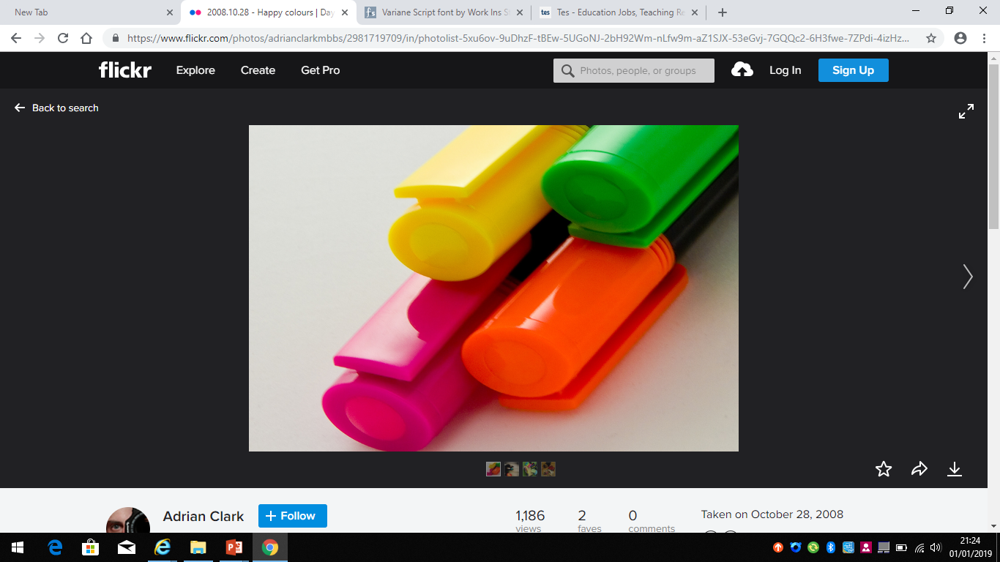 New Tab
2008.10.28 - Happy colours | Day
Variane Script font by Work Ins St
tes Tes - Education Jobs, Teaching Re
https://www.flickr.com/photos/adrianclarkmbbs/2981719709/in/photolist-5xu6ov-9uDhzF-tBEw-5UGoNJ-2bH92Wm-nLfw9m-aZ1SJX-53eGvj-7GQQc2-6H3fwe-7ZPdi-4izHz...
flickr Explore Create Get Pro Photos, people, or groups Log In Sign Up
Back to search
Adrian Clark + Follow
1,186 views
2 faves
0 comments
Taken on October 28, 2008
21:24
01/01/2019